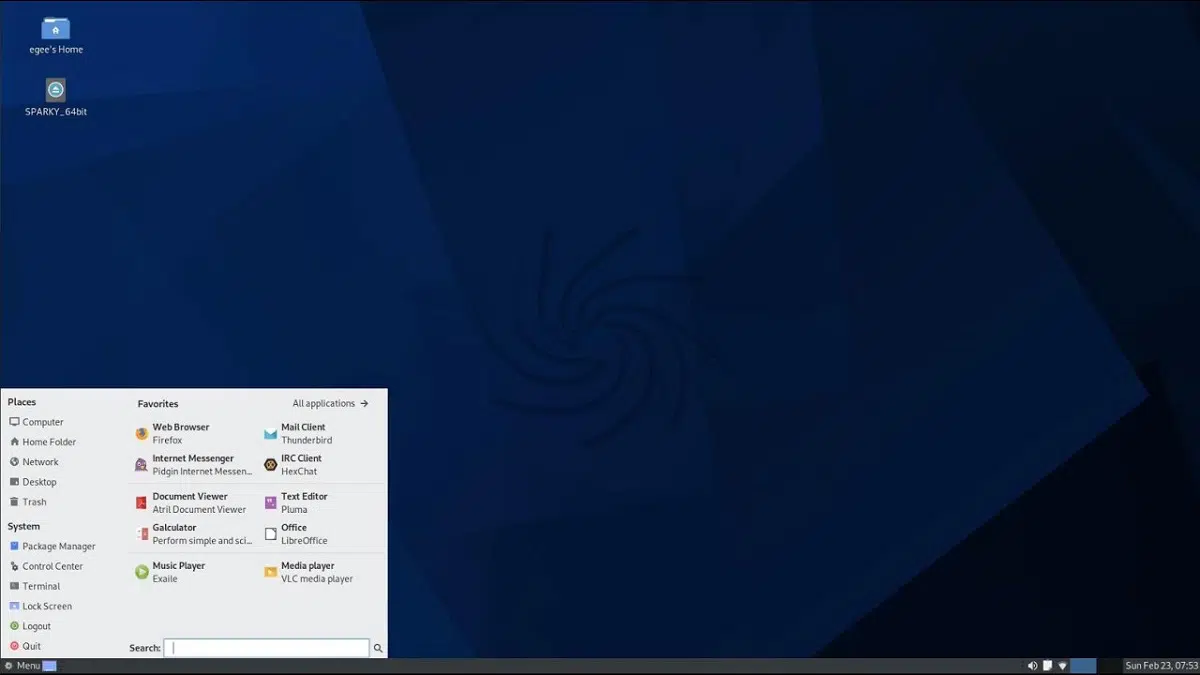 egee's Home
SPARKY_64bit
Places
Computer
Home Folder
Network
Desktop
Trash
System
Package Manager
Control Center
Terminal
Lock Screen
Logout
Quit
Favorites
All applications →
Web Browser
Firefox
Mail Client
Thunderbird
Internet Messenger
Pidgin Internet Messen...
IRC Client
HexChat
Document Viewer
Atril Document Viewer
Text Editor
Pluma
Galculator
Perform simple and sci...
Office
LibreOffice
Music Player
Exaile
Media player
VLC media player
Search:
Menu
Sun Feb 23, 07:53